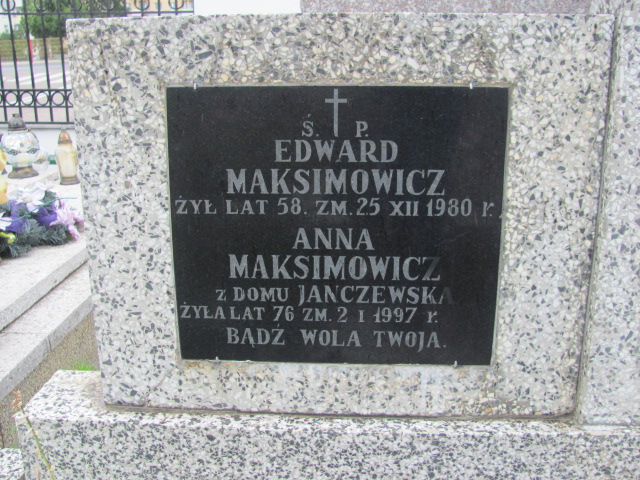 Ś. P.
EDWARD
MAKSIMOWICZ
ŻYŁ LAT 58. ZM. 25 XII 1980 r.
ANNA
MAKSIMOWICZ
Z DOMU JANCZEWSKA
ŻYŁA LAT 76 ZM. 2 I 1997 r.
BĄDŹ WOLA TWOJA.